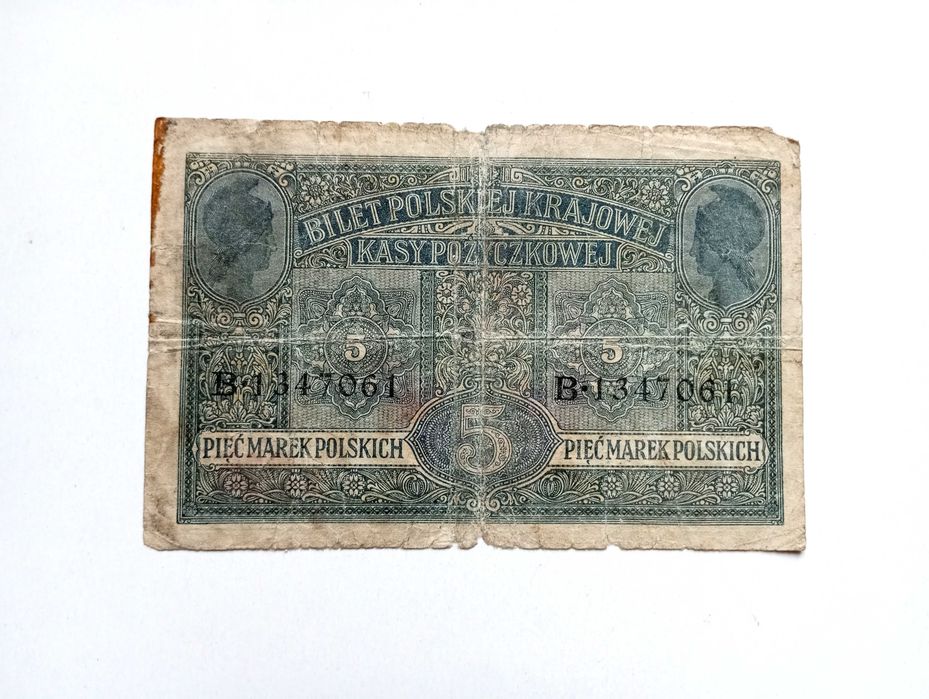 BILET POLSKIEJ KRAJOWEJ
KASY POŻYCZKOWEJ
5 5
B·1347061 B·1347061
PIĘĆ MAREK POLSKICH 5 PIĘĆ MAREK POLSKICH